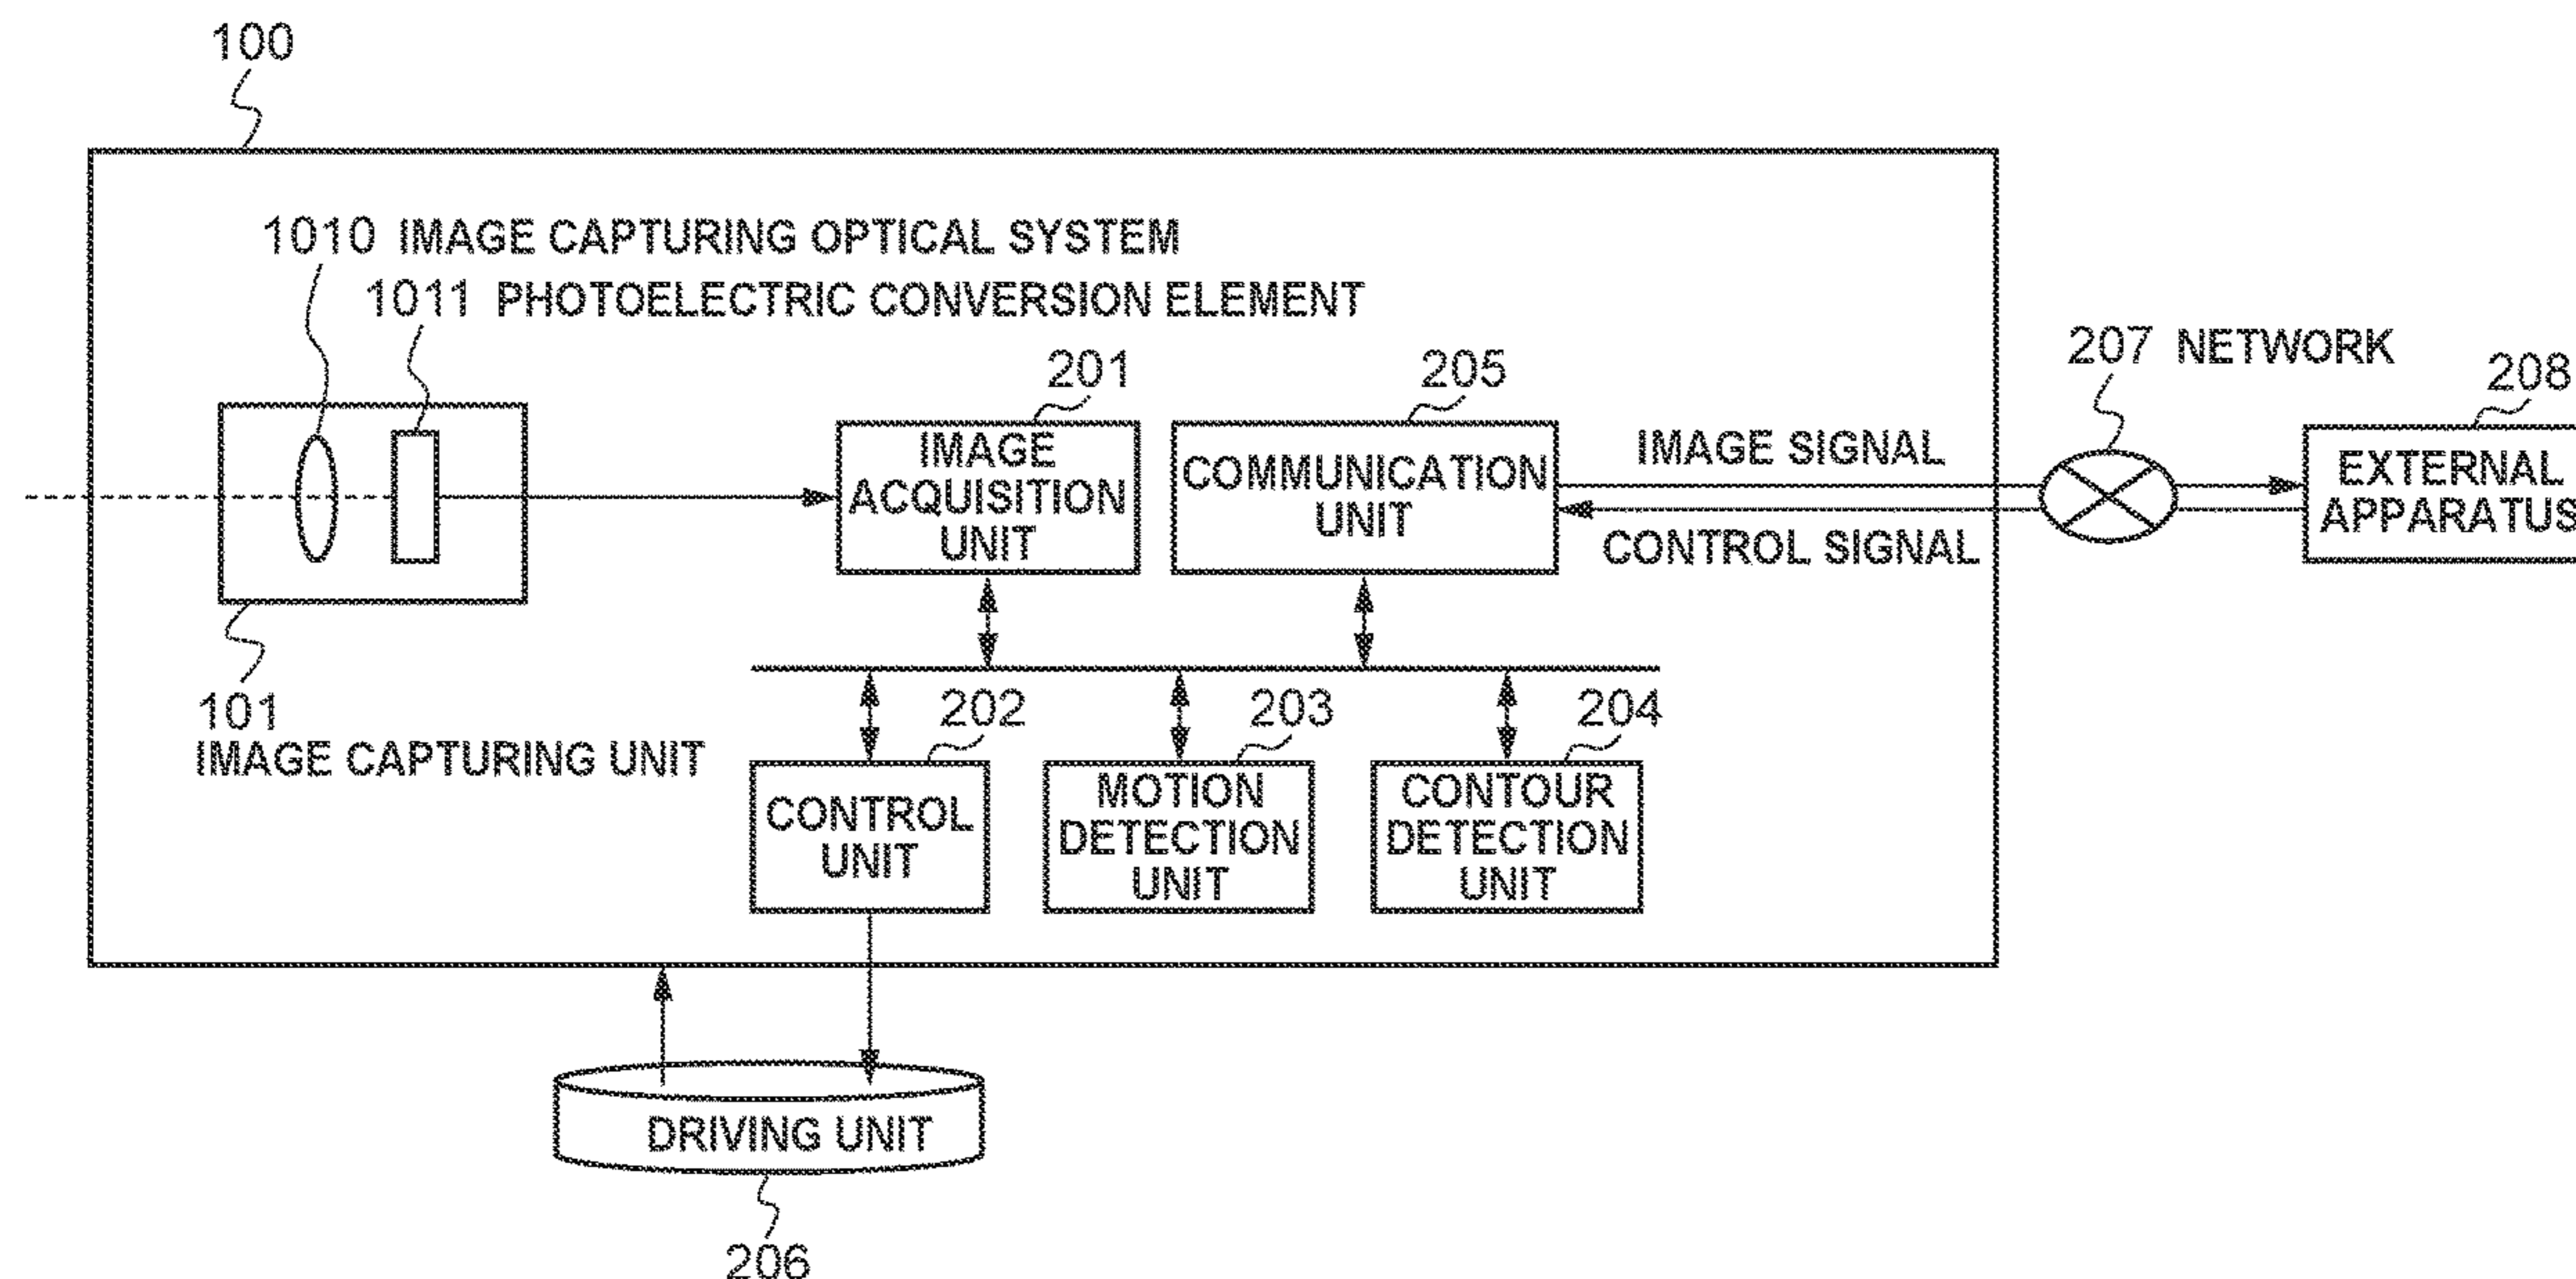 100
1010 IMAGE CAPTURING OPTICAL SYSTEM
1011 PHOTOELECTRIC CONVERSION ELEMENT
201
IMAGE
ACQUISITION
UNIT
205
COMMUNICATION
UNIT
IMAGE SIGNAL
CONTROL SIGNAL
207 NETWORK
208
EXTERNAL
APPARATUS
101
IMAGE CAPTURING UNIT
202
CONTROL
UNIT
203
MOTION
DETECTION
UNIT
204
CONTOUR
DETECTION
UNIT
DRIVING UNIT
206